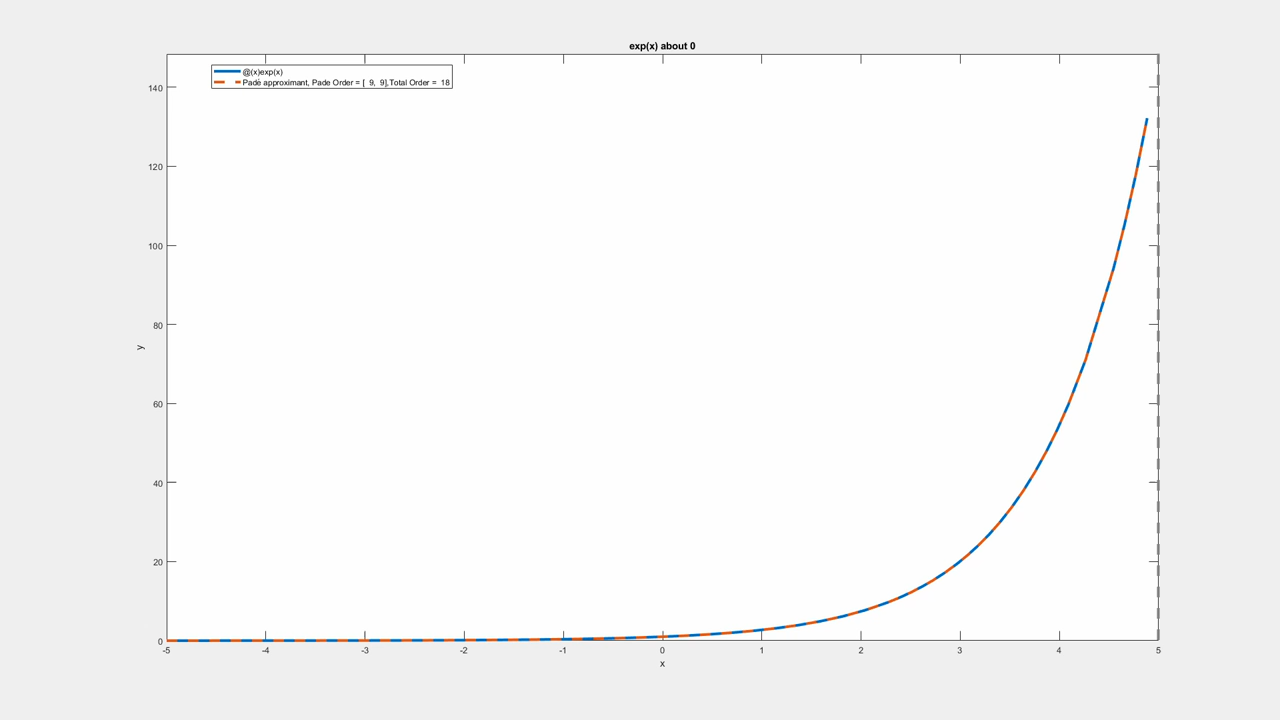 exp(x) about 0
@(x)exp(x)
Pade approximant, Pade Order = [  9,  9],Total Order =  18
140
120
100
80
60
40
20
0
y
-5 -4 -3 -2 -1 0 1 2 3 4 5
x